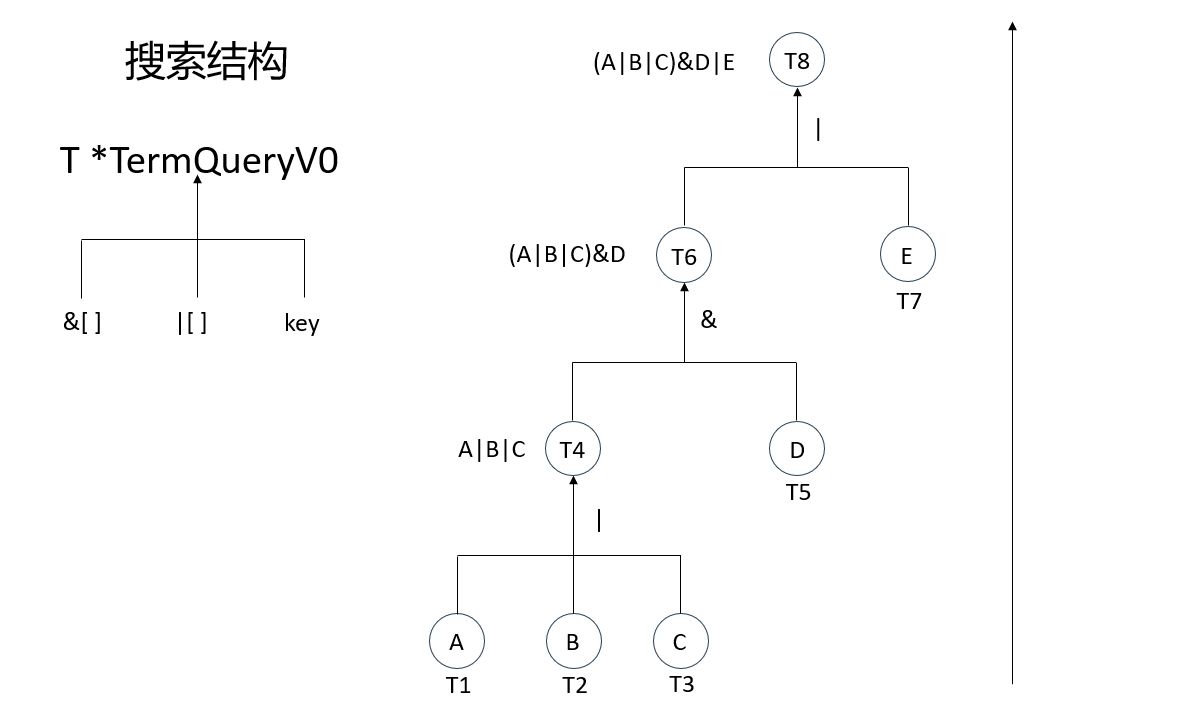 搜索结构
T *TermQueryV0
&[ ]
|[ ]
key
(A|B|C)&D|E
T8
|
(A|B|C)&D
T6
E
T7
&
A|B|C
T4
D
T5
|
A
B
C
T1
T2
T3